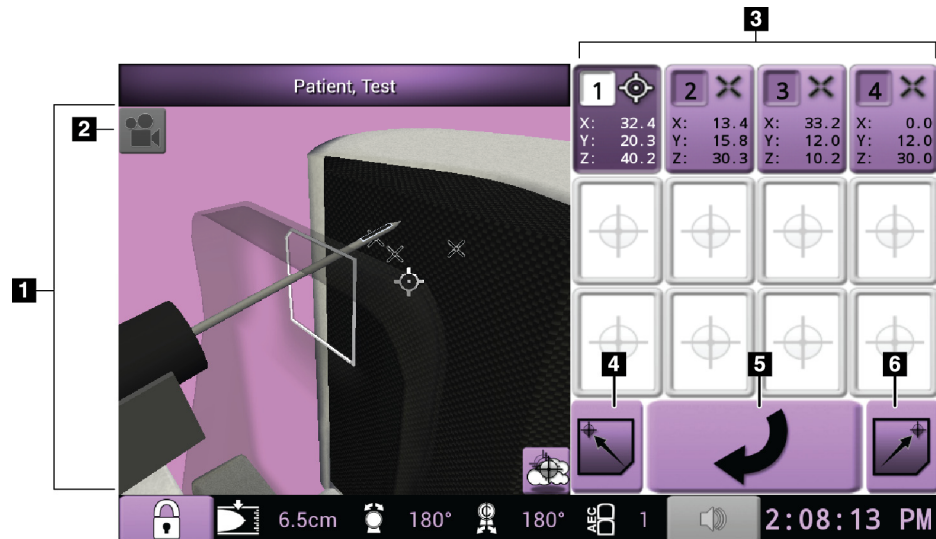 3
Patient, Test
1 2 3 4
X: 32.4 X: 13.4 X: 33.2 X: 0.0
Y: 20.3 Y: 15.8 Y: 12.0 Y: 12.0
Z: 40.2 Z: 30.3 Z: 10.2 Z: 30.0
2
1
4 5 6
6.5cm 180° C 180° AEC 1 2:08:13 PM